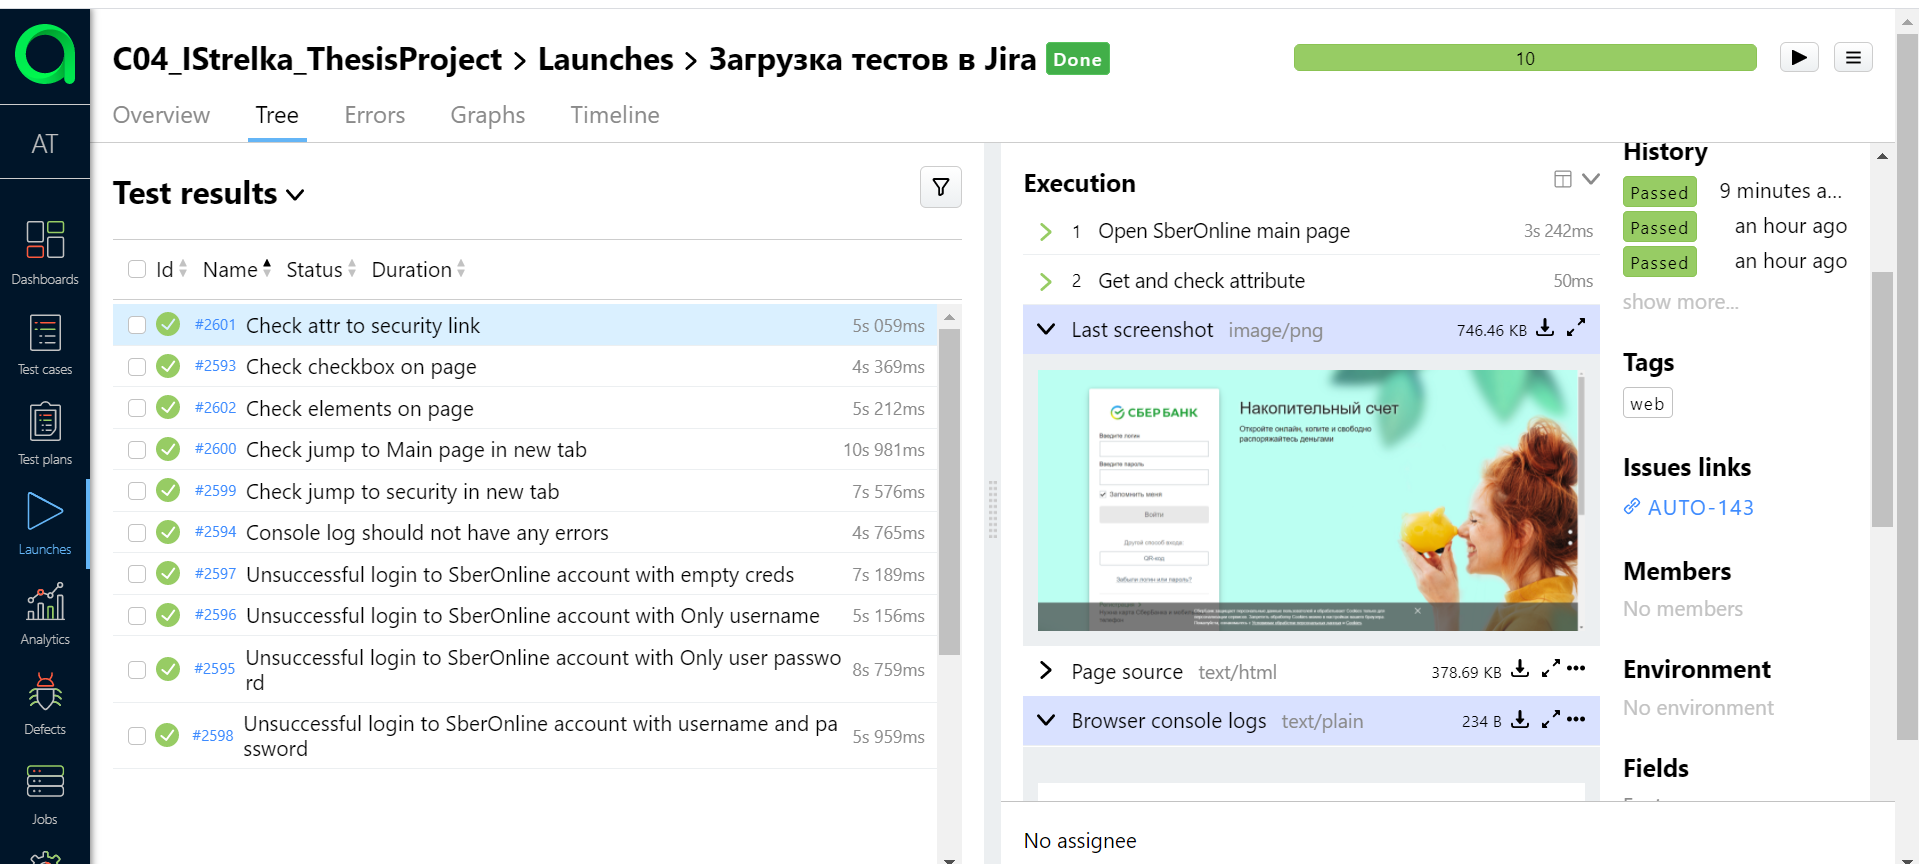 C04_IStrelka_ThesisProject > Launches > Загрузка тестов в Jira Done
10
AT
Overview Tree Errors Graphs Timeline
Dashboards
Test cases
Test plans
Launches
Analytics
Defects
Jobs
Test results
Id Name Status Duration
#2601 Check attr to security link 5s 059ms
#2593 Check checkbox on page 4s 369ms
#2602 Check elements on page 5s 212ms
#2600 Check jump to Main page in new tab 10s 981ms
#2599 Check jump to security in new tab 7s 576ms
#2594 Console log should not have any errors 4s 765ms
#2597 Unsuccessful login to SberOnline account with empty creds 7s 189ms
#2596 Unsuccessful login to SberOnline account with Only username 5s 156ms
#2595 Unsuccessful login to SberOnline account with Only user passwo
rd 8s 759ms
#2598 Unsuccessful login to SberOnline account with username and pa
ssword 5s 959ms
Execution
1 Open SberOnline main page 3s 242ms
2 Get and check attribute 50ms
Last screenshot image/png 746.46 KB
СБЕР БАНК
Введите логин
Введите пароль
Запомнить меня
Войти
Другой способ входа:
QR-код
Забыли логин или пароль?
Накопительный счет
Откройте онлайн, копите и свободно
распоряжайтесь деньгами
Page source text/html 378.69 KB
Browser console logs text/plain 234 B
No assignee
History
Passed 9 minutes a...
Passed an hour ago
Passed an hour ago
show more...
Tags
web
Issues links
AUTO-143
Members
No members
Environment
No environment
Fields